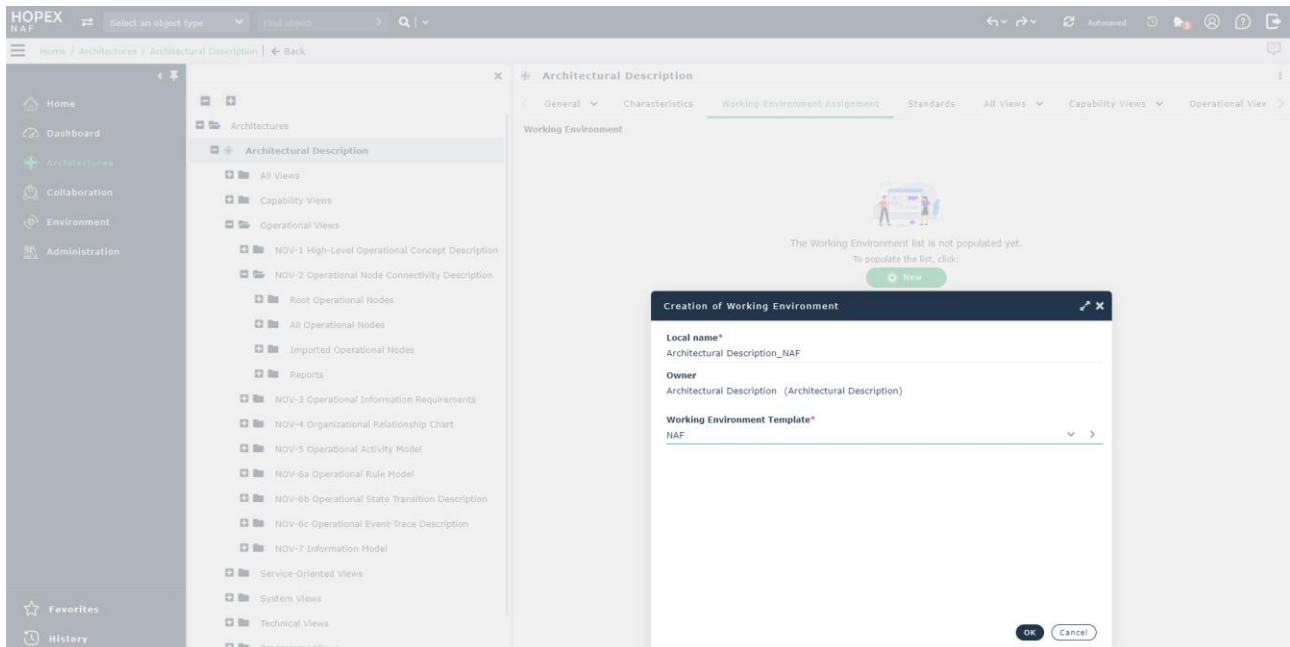 HOPEX
NAF
Select an object type
Find object
Autosaved
3
Home / Architectures / Architectural Description
Back
Home
Dashboard
Architectures
Collaboration
Environment
Administration
Favorites
History
Architectures
Architectural Description
All Views
Capability Views
Operational Views
NOV-1 High-Level Operational Concept Description
NOV-2 Operational Node Connectivity Description
Root Operational Nodes
All Operational Nodes
Imported Operational Nodes
Reports
NOV-3 Operational Information Requirements
NOV-4 Organizational Relationship Chart
NOV-5 Operational Activity Model
NOV-6a Operational Rule Model
NOV-6b Operational State Transition Description
NOV-6c Operational Event-Trace Description
NOV-7 Information Model
Service-Oriented Views
System Views
Technical Views
Architectural Description
General Characteristics Working Environment Assignment Standards All Views Capability Views Operational View
Working Environment
The Working Environment list is not populated yet.
To populate the list, click:
New
Creation of Working Environment
Local name*
Architectural Description_NAF
Owner
Architectural Description (Architectural Description)
Working Environment Template*
NAF
OK Cancel